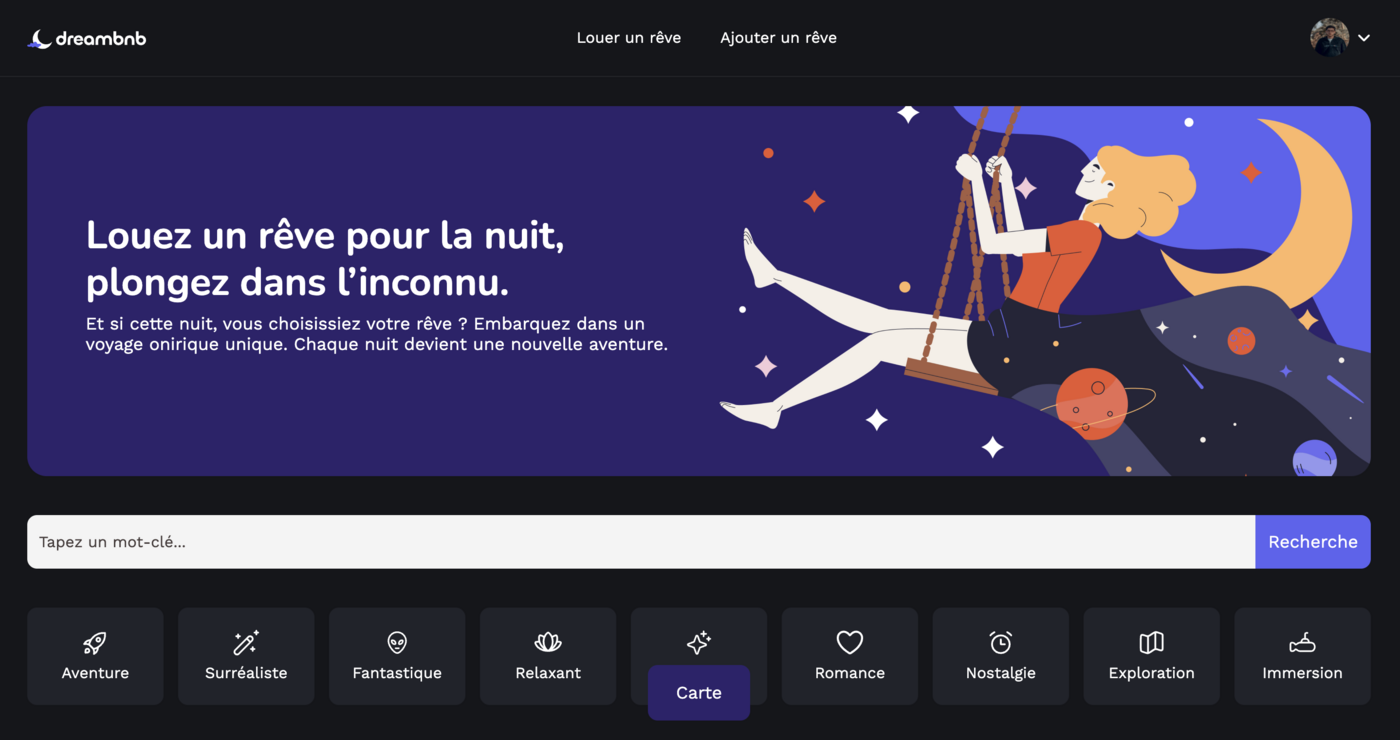 dreambnb
Louer un rêve
Ajouter un rêve
Louez un rêve pour la nuit,
plongez dans l’inconnu.
Et si cette nuit, vous choisissiez votre rêve ? Embarquez dans un
voyage onirique unique. Chaque nuit devient une nouvelle aventure.
Tapez un mot-clé...
Recherche
Aventure
Surréaliste
Fantastique
Relaxant
Romance
Nostalgie
Exploration
Immersion
Carte